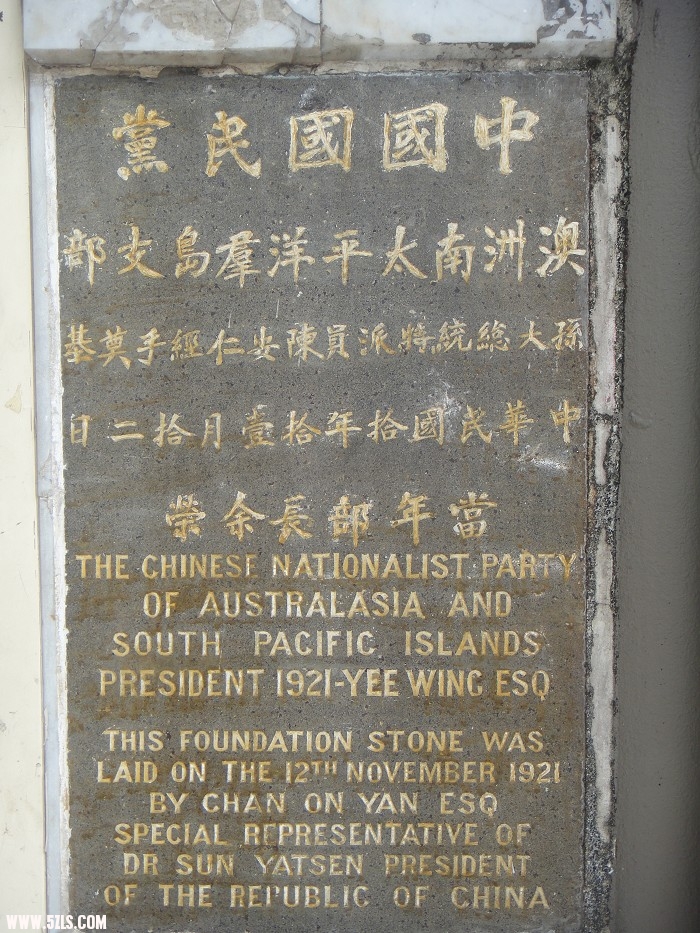 中國國民黨
澳洲南太平洋羣島支部
孫大總統特派員陳安仁經手奠基
中華民國拾年拾壹月拾二日
當年部長余榮
THE CHINESE NATIONALIST PARTY
OF AUSTRALASIA AND
SOUTH PACIFIC ISLANDS
PRESIDENT 1921-YEE WING ESQ
THIS FOUNDATION STONE WAS
LAID ON THE 12TH NOVEMBER 1921
BY CHAN ON YAN ESQ
SPECIAL REPRESENTATIVE OF
DR SUN YATSEN PRESIDENT
OF THE REPUBLIC OF CHINA
WWW.5ZLS.COM